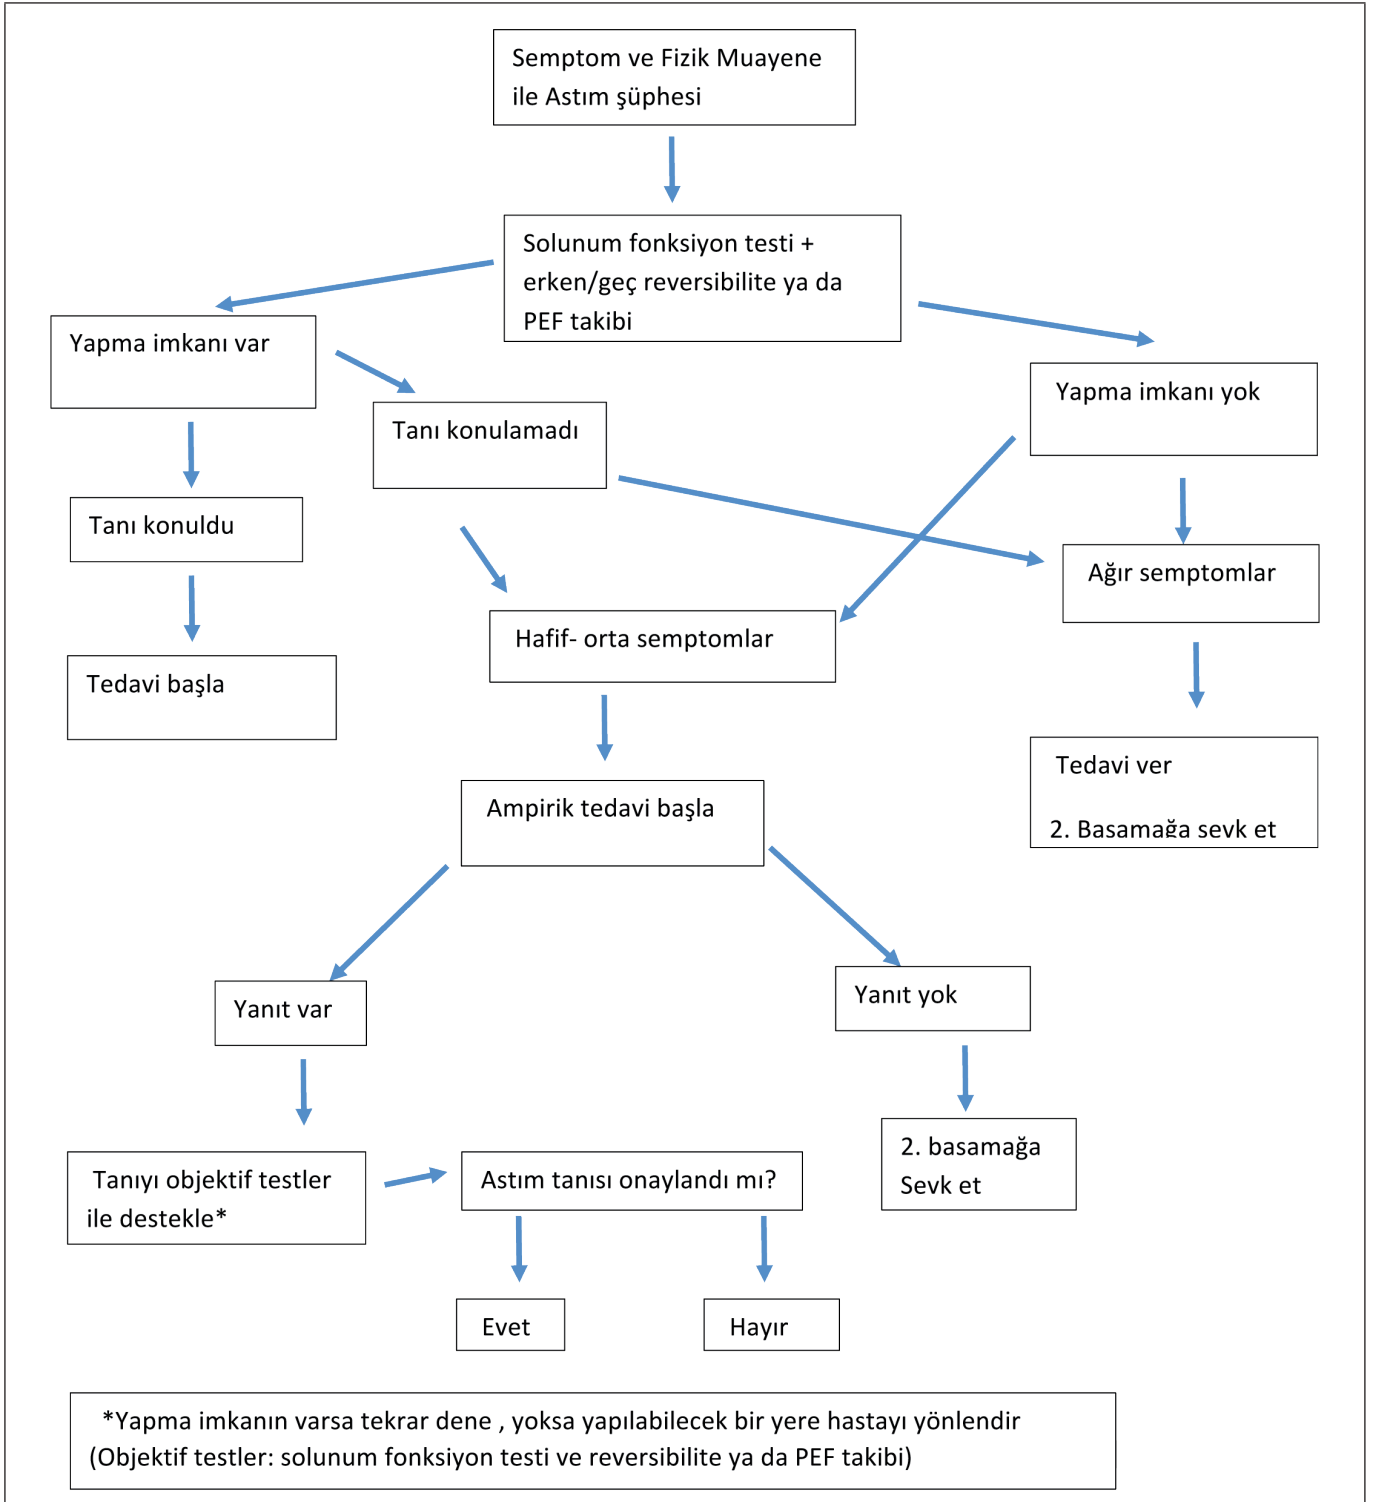 Semptom ve Fizik Muayene
ile Astım şüphesi
Solunum fonksiyon testi +
erken/geç reversibilite ya da
PEF takibi
Yapma imkanı var
Yapma imkanı yok
Tanı konulamadı
Tanı konuldu
Ağır semptomlar
Hafif- orta semptomlar
Tedavi başla
Tedavi ver
2. Basamağa sevk et
Ampirik tedavi başla
Yanıt var
Yanıt yok
2. basamağa
Sevk et
Tanıyı objektif testler
ile destekle*
Astım tanısı onaylandı mı?
Evet
Hayır
*Yapma imkanın varsa tekrar dene , yoksa yapılabilecek bir yere hastayı yönlendir
(Objektif testler: solunum fonksiyon testi ve reversibilite ya da PEF takibi)